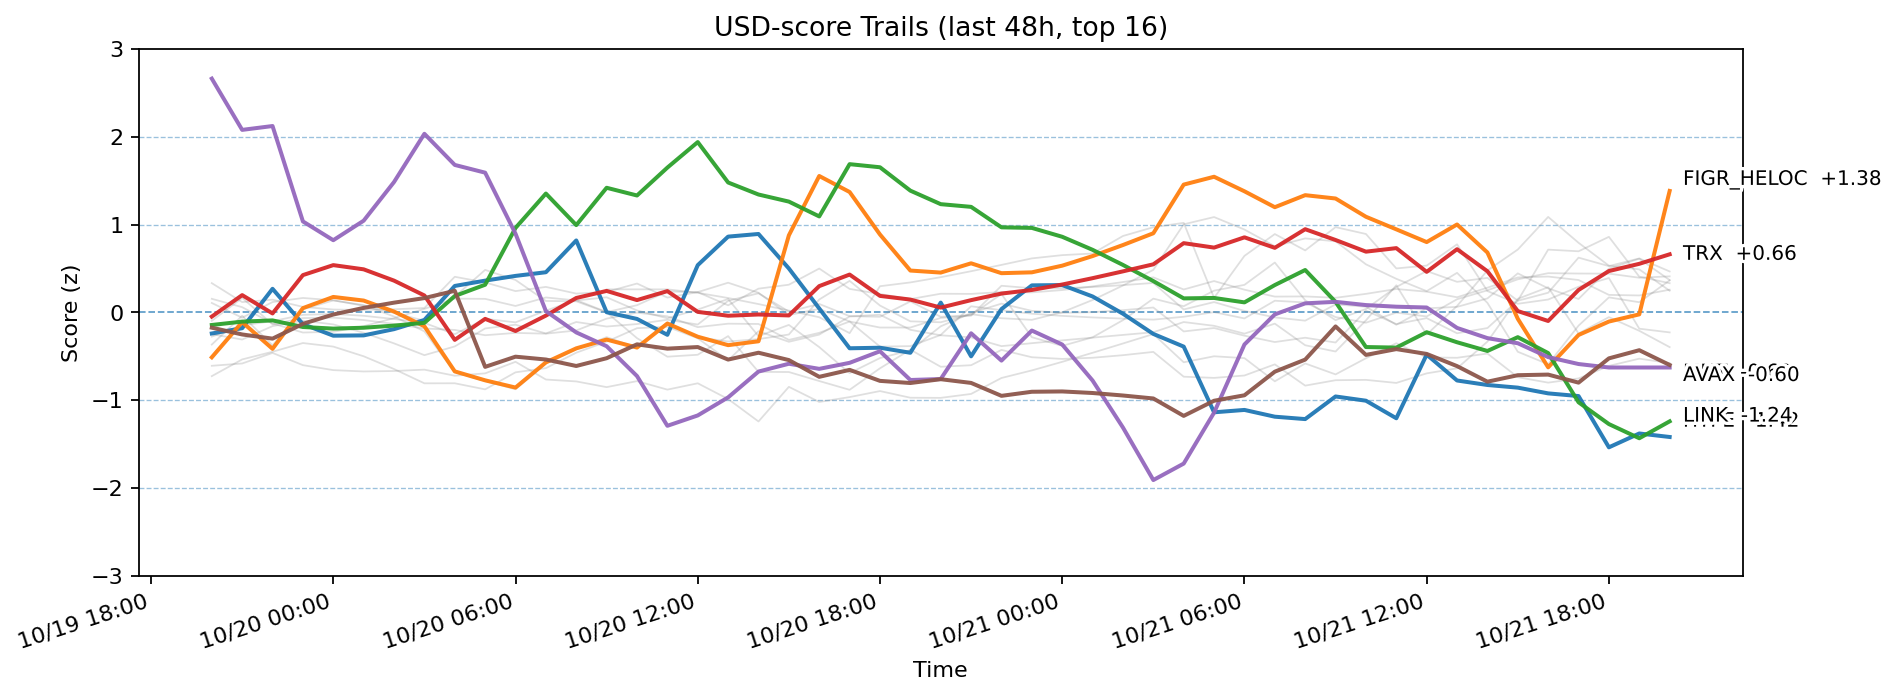 USD-score Trails (last 48h, top 16)
Score (z)
3
2
1
0
−1
−2
−3
FIGR_HELOC +1.38
TRX +0.66
AVAX -0.60
LINK -1.24
10/19 18:00
10/20 00:00
10/20 06:00
10/20 12:00
10/20 18:00
10/21 00:00
10/21 06:00
10/21 12:00
10/21 18:00
Time